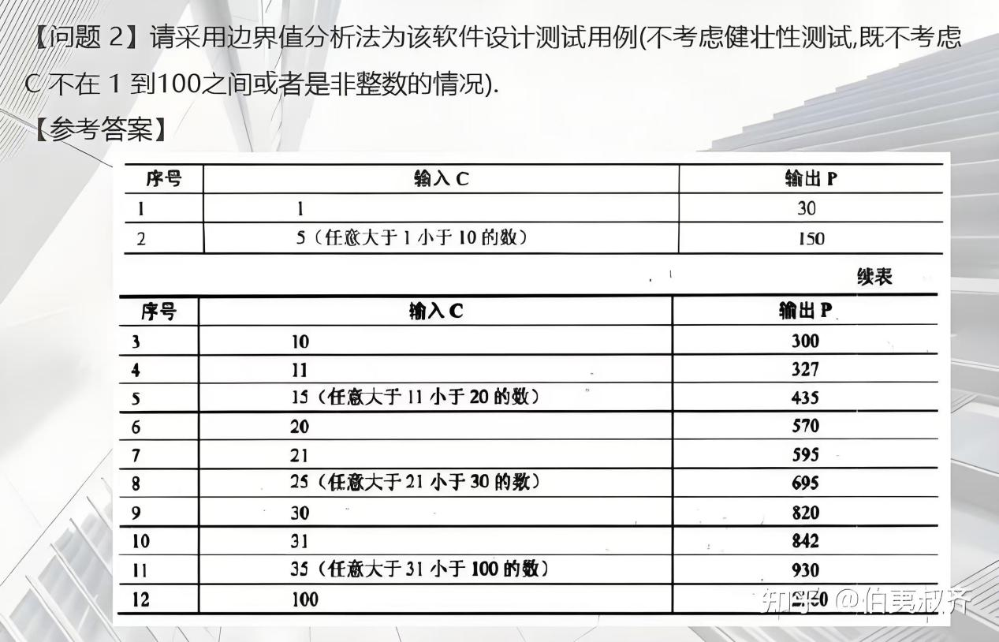 【问题 2】请采用边界值分析法为该软件设计测试用例(不考虑健壮性测试,既不考虑
C 不在 1 到100之间或者是非整数的情况).
【参考答案】
序号 输入 C 输出 P
1 1 30
2 5（任意大于 1 小于 10 的数） 150
续表
序号 输入 C 输出 P
3 10 300
4 11 327
5 15（任意大于 11 小于 20 的数） 435
6 20 570
7 21 595
8 25（任意大于 21 小于 30 的数） 695
9 30 820
10 31 842
11 35（任意大于 31 小于 100 的数） 930
12 100
知乎 @伯夷叔齐